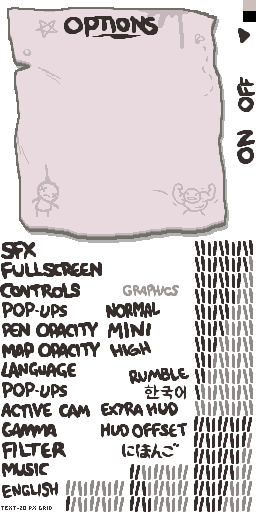 OPTIONS
OFF
ON
SFX
FULLSCREEN
CONTROLS GRAPHICS
POP-UPS NORMAL
PEN OPACITY MINI
MAP OPACITY HIGH
LANGUAGE RUMBLE
POP-UPS 한국어
ACTIVE CAM EXTRA HUD
GAMMA HUD OFFSET
FILTER にほんご
MUSIC
ENGLISH
TEXT-20 PX GRID